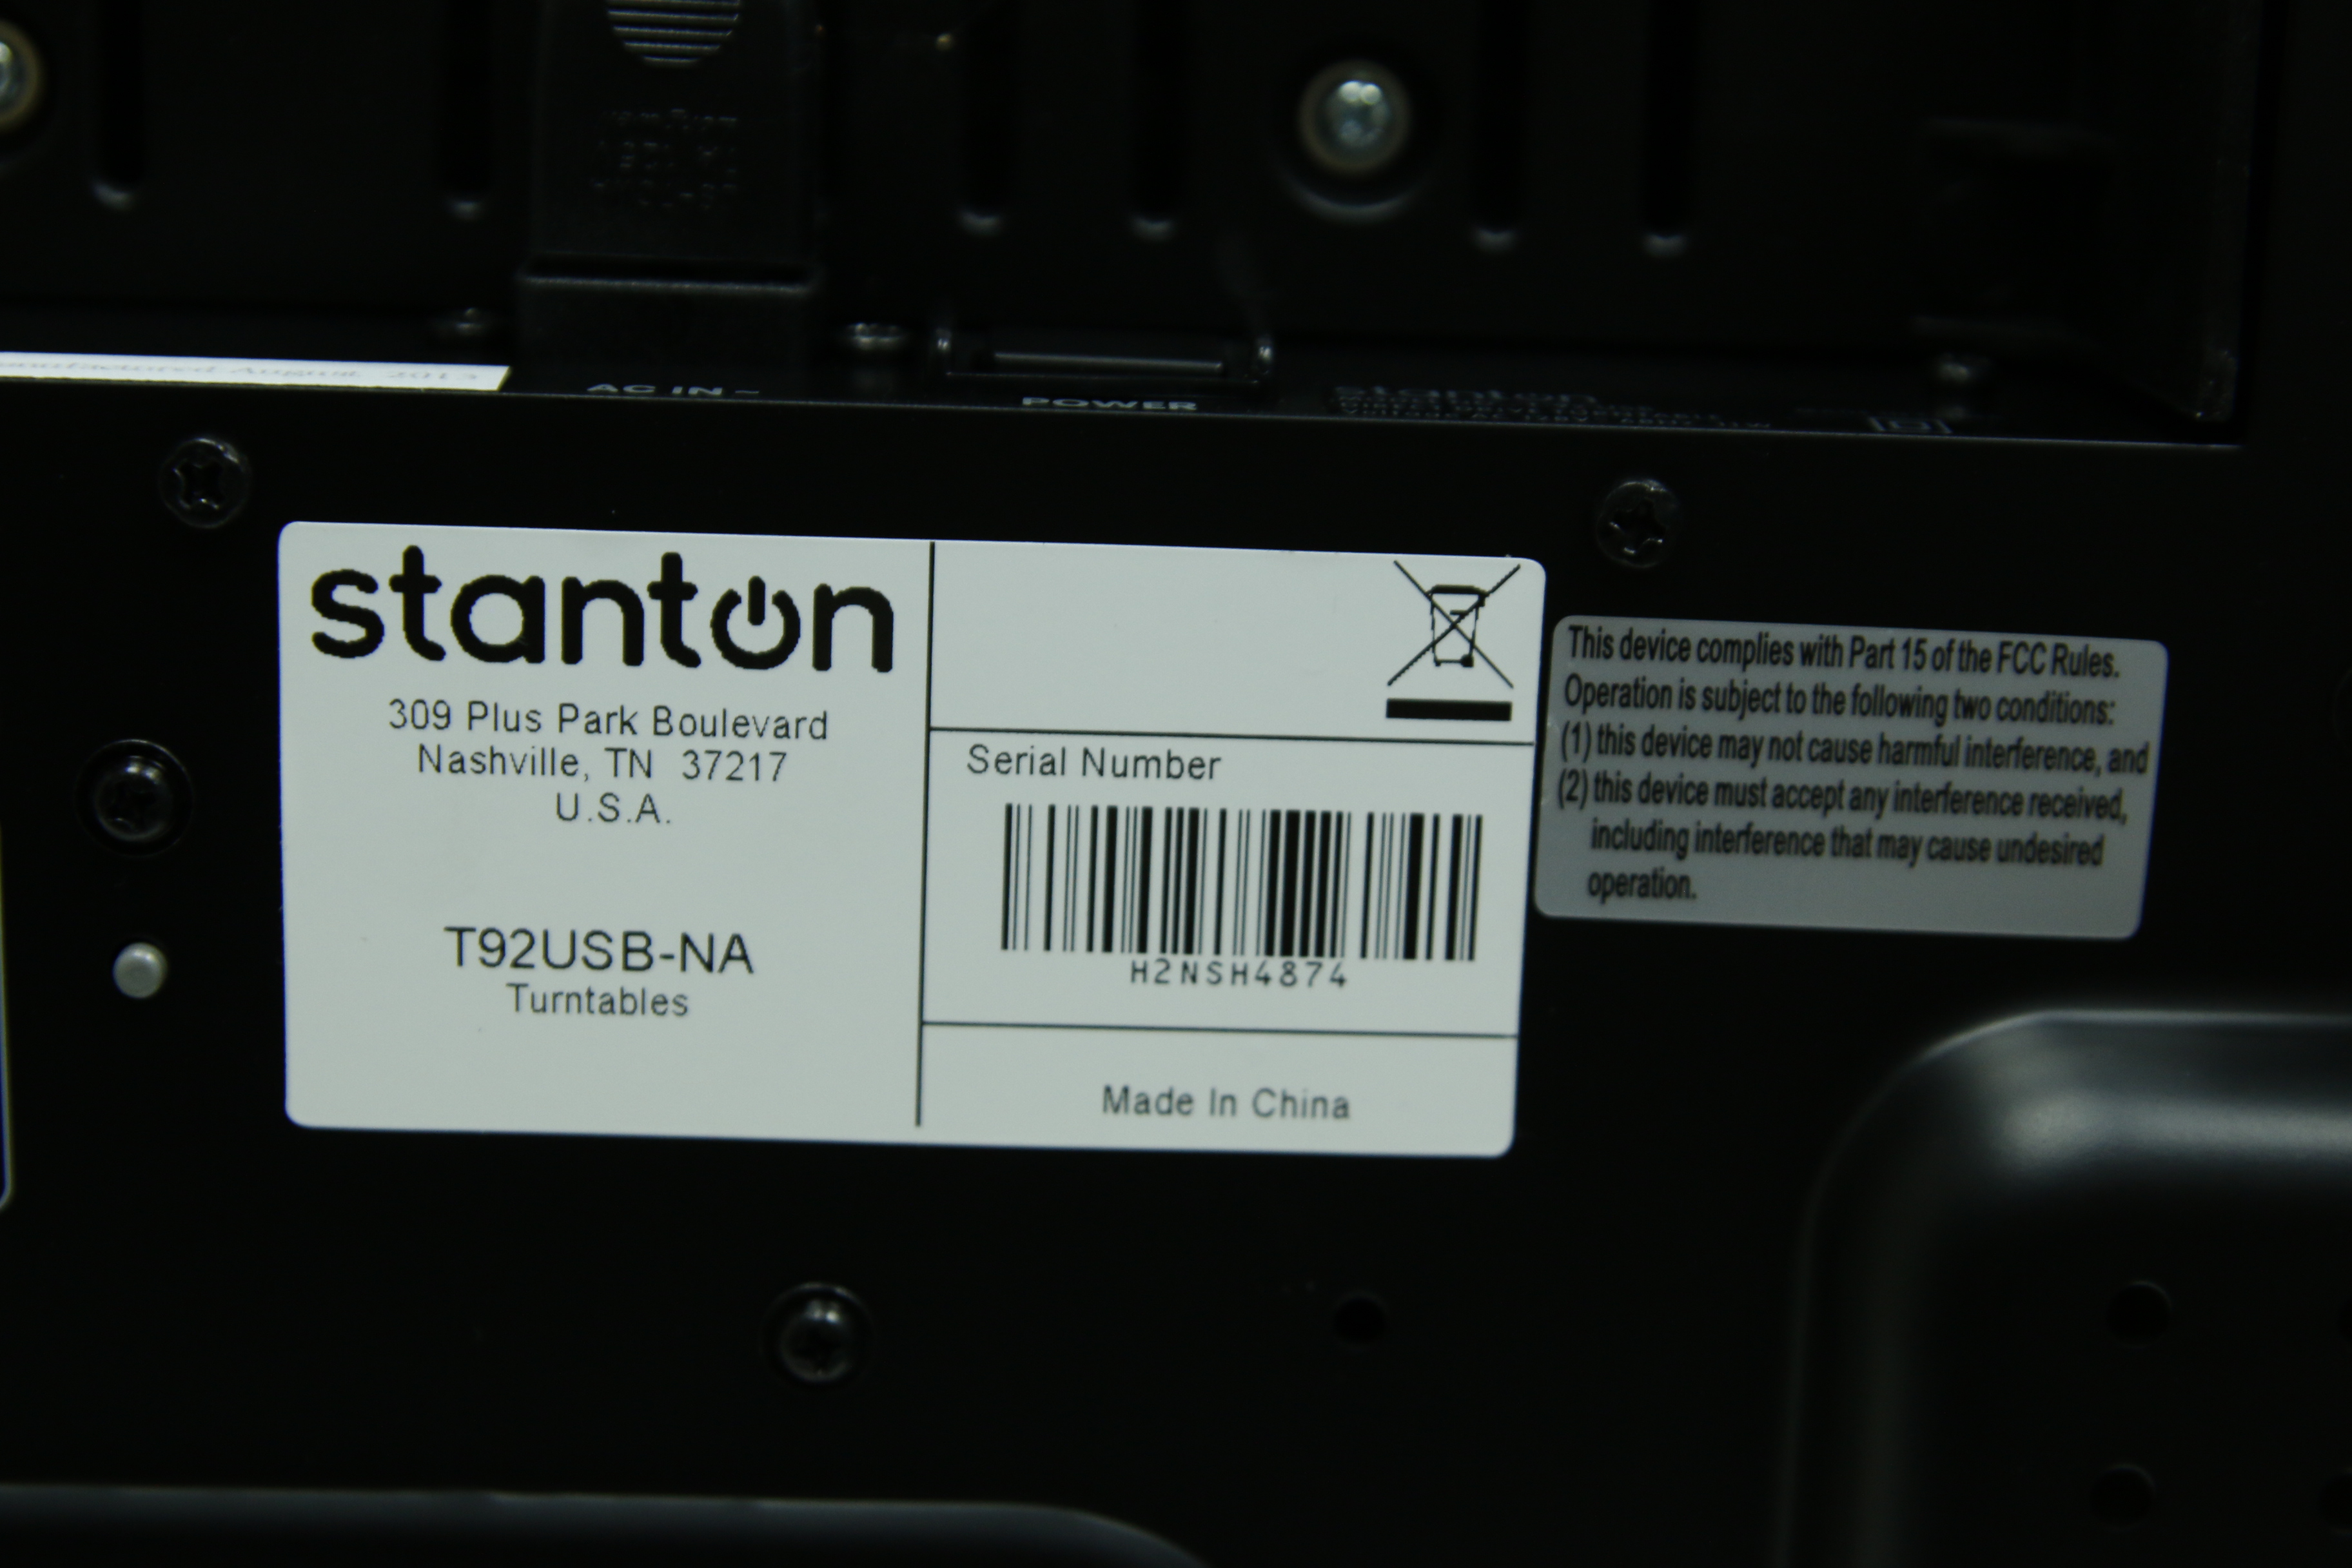 August 2013
AC IN ~
POWER
stanton
stanton
309 Plus Park Boulevard
Nashville, TN 37217
U.S.A.
T92USB-NA
Turntables
Serial Number
H2NSH4874
Made In China
This device complies with Part 15 of the FCC Rules.
Operation is subject to the following two conditions:
(1) this device may not cause harmful interference, and
(2) this device must accept any interference received,
including interference that may cause undesired
operation.